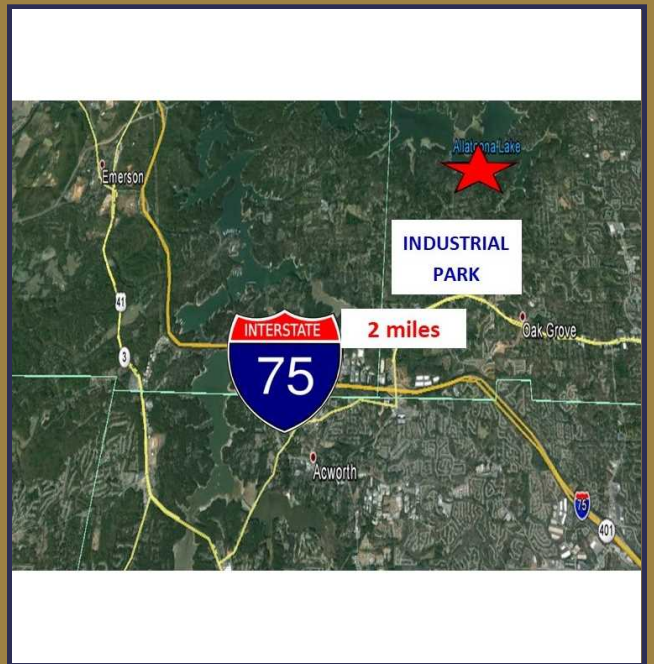 Allatoona Lake
Emerson
INDUSTRIAL
PARK
41
INTERSTATE
75
2 miles
Oak Grove
3
Acworth
75
401